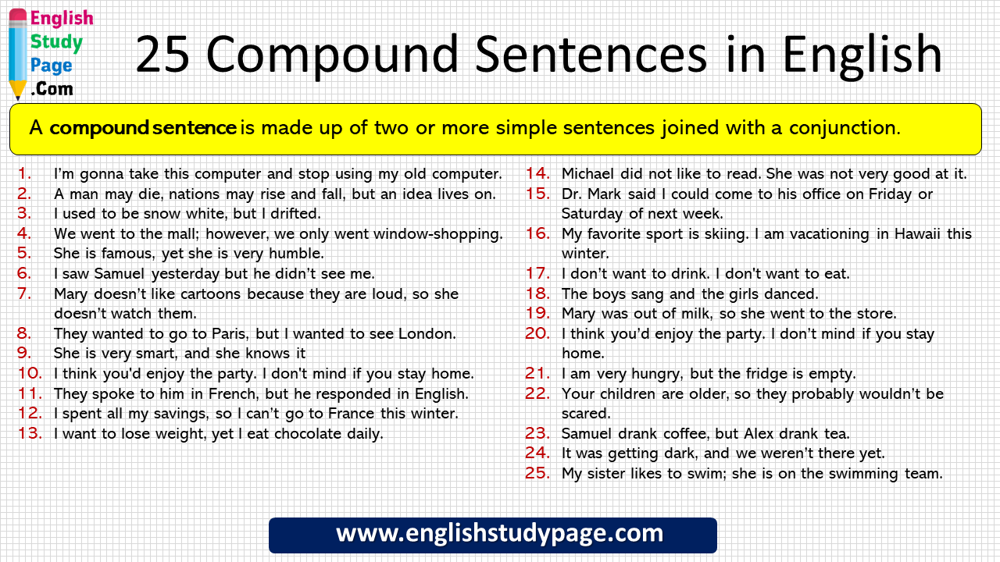 English
Study
Page
.Com
25 Compound Sentences in English
A compound sentence is made up of two or more simple sentences joined with a conjunction.
1. I’m gonna take this computer and stop using my old computer.
2. A man may die, nations may rise and fall, but an idea lives on.
3. I used to be snow white, but I drifted.
4. We went to the mall; however, we only went window-shopping.
5. She is famous, yet she is very humble.
6. I saw Samuel yesterday but he didn’t see me.
7. Mary doesn’t like cartoons because they are loud, so she
doesn’t watch them.
8. They wanted to go to Paris, but I wanted to see London.
9. She is very smart, and she knows it
10. I think you'd enjoy the party. I don't mind if you stay home.
11. They spoke to him in French, but he responded in English.
12. I spent all my savings, so I can’t go to France this winter.
13. I want to lose weight, yet I eat chocolate daily.
14. Michael did not like to read. She was not very good at it.
15. Dr. Mark said I could come to his office on Friday or
Saturday of next week.
16. My favorite sport is skiing. I am vacationing in Hawaii this
winter.
17. I don’t want to drink. I don't want to eat.
18. The boys sang and the girls danced.
19. Mary was out of milk, so she went to the store.
20. I think you’d enjoy the party. I don’t mind if you stay
home.
21. I am very hungry, but the fridge is empty.
22. Your children are older, so they probably wouldn’t be
scared.
23. Samuel drank coffee, but Alex drank tea.
24. It was getting dark, and we weren’t there yet.
25. My sister likes to swim; she is on the swimming team.
www.englishstudypage.com